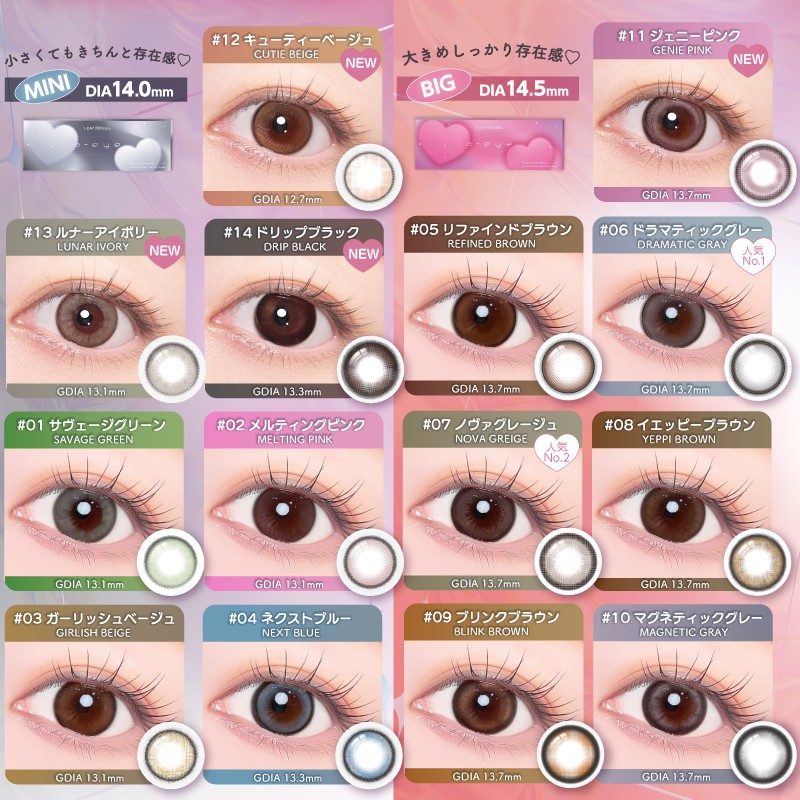 小さくてもきちんと存在感♡
MINI
DIA14.0mm
#12 キューティーベージュ
CUTIE BEIGE
NEW
GDIA 12.7mm
大きめしっかり存在感♡
BIG
DIA14.5mm
#11 ジェニーピンク
GENIE PINK
NEW
GDIA 13.7mm
#13 ルナーアイボリー
LUNAR IVORY
NEW
GDIA 13.1mm
#14 ドリップブラック
DRIP BLACK
NEW
GDIA 13.3mm
#05 リファインドブラウン
REFINED BROWN
GDIA 13.7mm
#06 ドラマティックグレー
DRAMATIC GRAY
人気
No.1
GDIA 13.7mm
#01 サヴェージグリーン
SAVAGE GREEN
GDIA 13.1mm
#02 メルティングピンク
MELTING PINK
GDIA 13.1mm
#07 ノヴァグレージュ
NOVA GREIGE
人気
No.2
GDIA 13.7mm
#08 イエッピーブラウン
YEPPI BROWN
GDIA 13.7mm
#03 ガーリッシュベージュ
GIRLISH BEIGE
GDIA 13.1mm
#04 ネクストブルー
NEXT BLUE
GDIA 13.3mm
#09 ブリンクブラウン
BLINK BROWN
GDIA 13.7mm
#10 マグネティックグレー
MAGNETIC GRAY
GDIA 13.7mm